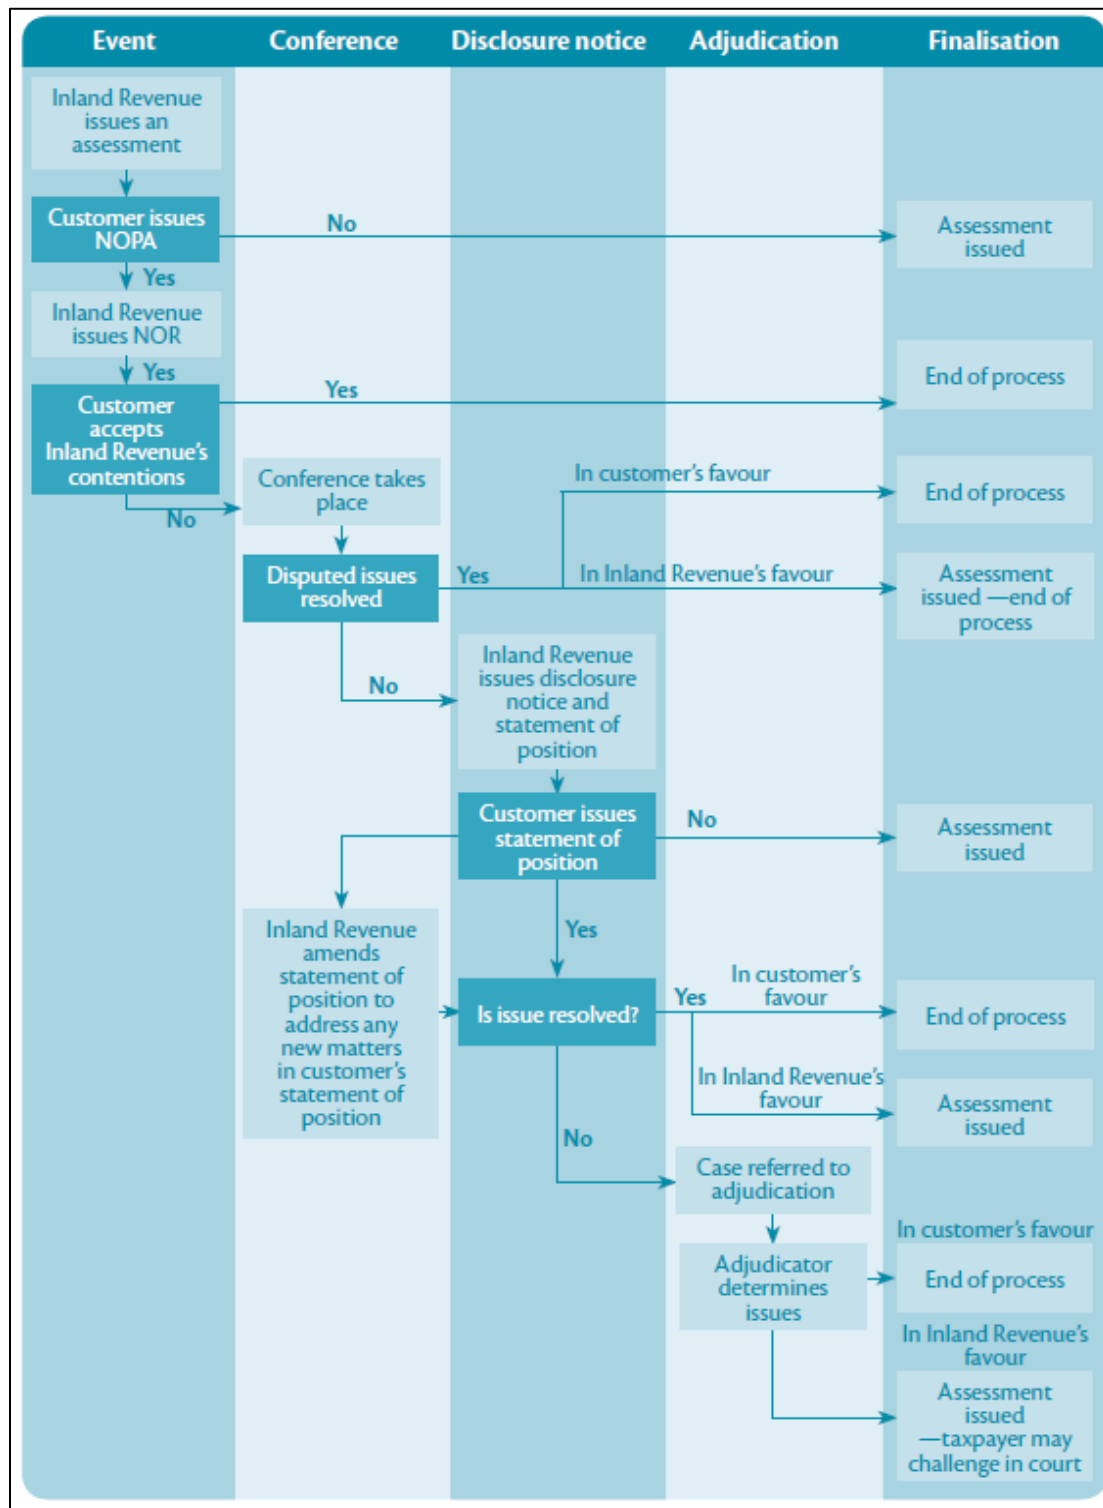 Event
Conference
Disclosure notice
Adjudication
Finalisation
Inland Revenue
issues an
assessment
Customer issues
NOPA
No
Assessment
issued
Yes
Inland Revenue
issues NOR
Yes
Customer
accepts
Inland Revenue's
contentions
Yes
End of process
No
Conference takes
place
In customer's favour
End of process
Disputed issues
resolved
Yes
In Inland Revenue's favour
Assessment
issued —end of
process
No
Inland Revenue
issues disclosure
notice and
statement of
position
Customer issues
statement of
position
No
Assessment
issued
Yes
Inland Revenue
amends
statement of
position to
address any
new matters
in customer's
statement of
position
Is issue resolved?
Yes
In customer's
favour
End of process
In Inland Revenue's
favour
Assessment
issued
No
Case referred to
adjudication
Adjudicator
determines
issues
In customer's favour
End of process
In Inland Revenue's
favour
Assessment
issued
—taxpayer may
challenge in court